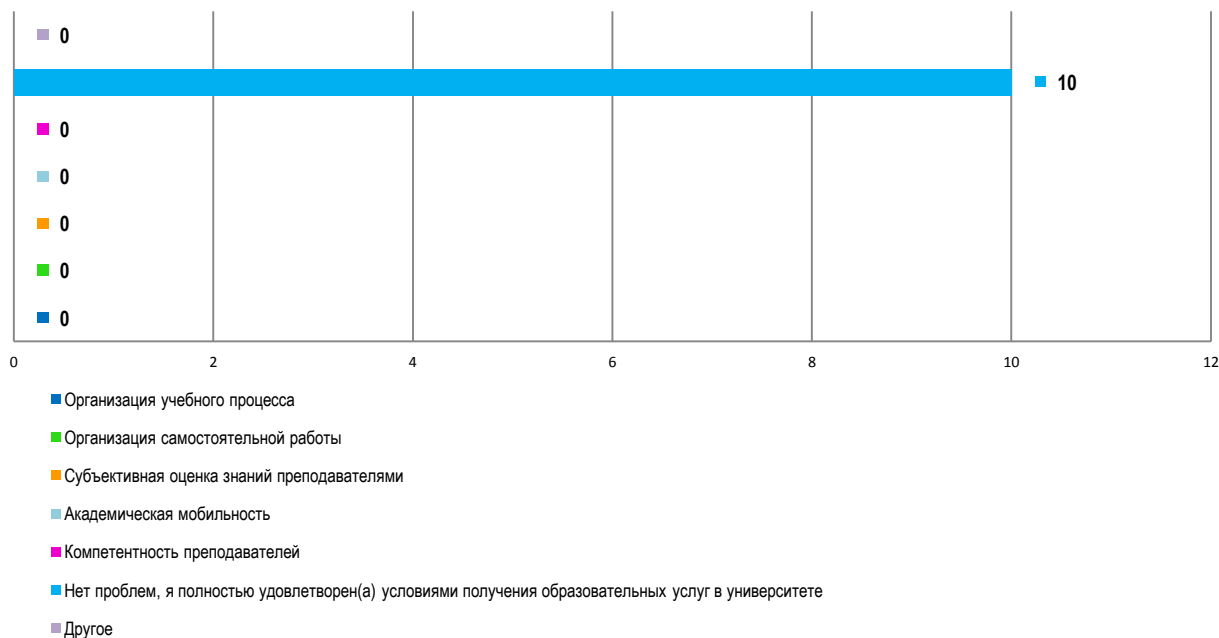 0
10
0
0
0
0
0
0 2 4 6 8 10 12
Организация учебного процесса
Организация самостоятельной работы
Субъективная оценка знаний преподавателями
Академическая мобильность
Компетентность преподавателей
Нет проблем, я полностью удовлетворен(а) условиями получения образовательных услуг в университете
Другое